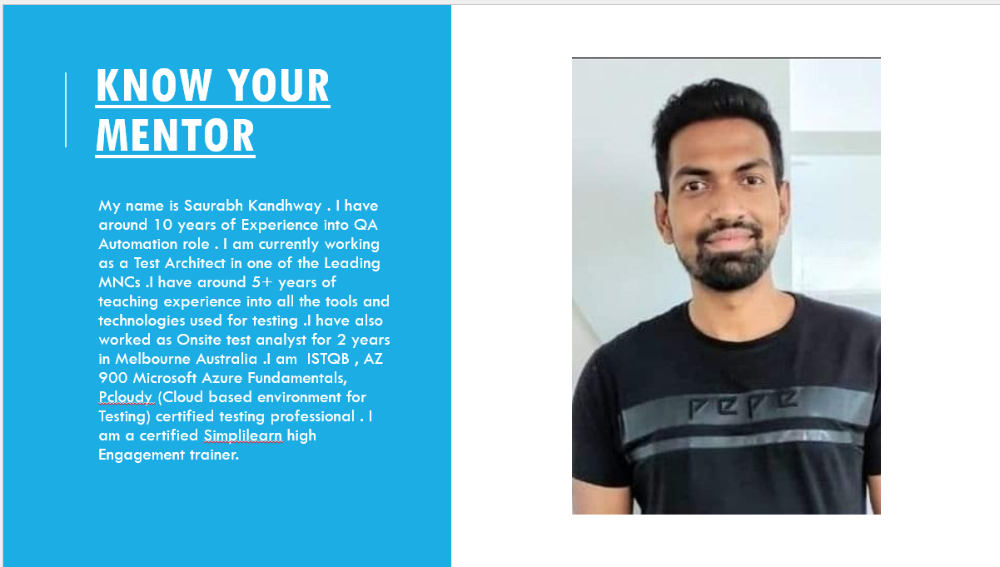 KNOW YOUR
MENTOR
My name is Saurabh Kandhway . I have
around 10 years of Experience into QA
Automation role . I am currently working
as a Test Architect in one of the Leading
MNCs .I have around 5+ years of
teaching experience into all the tools and
technologies used for testing .I have also
worked as Onsite test analyst for 2 years
in Melbourne Australia .I am  ISTQB , AZ
900 Microsoft Azure Fundamentals,
Pcloudy (Cloud based environment for
Testing) certified testing professional . I
am a certified Simplilearn high
Engagement trainer.
pepe